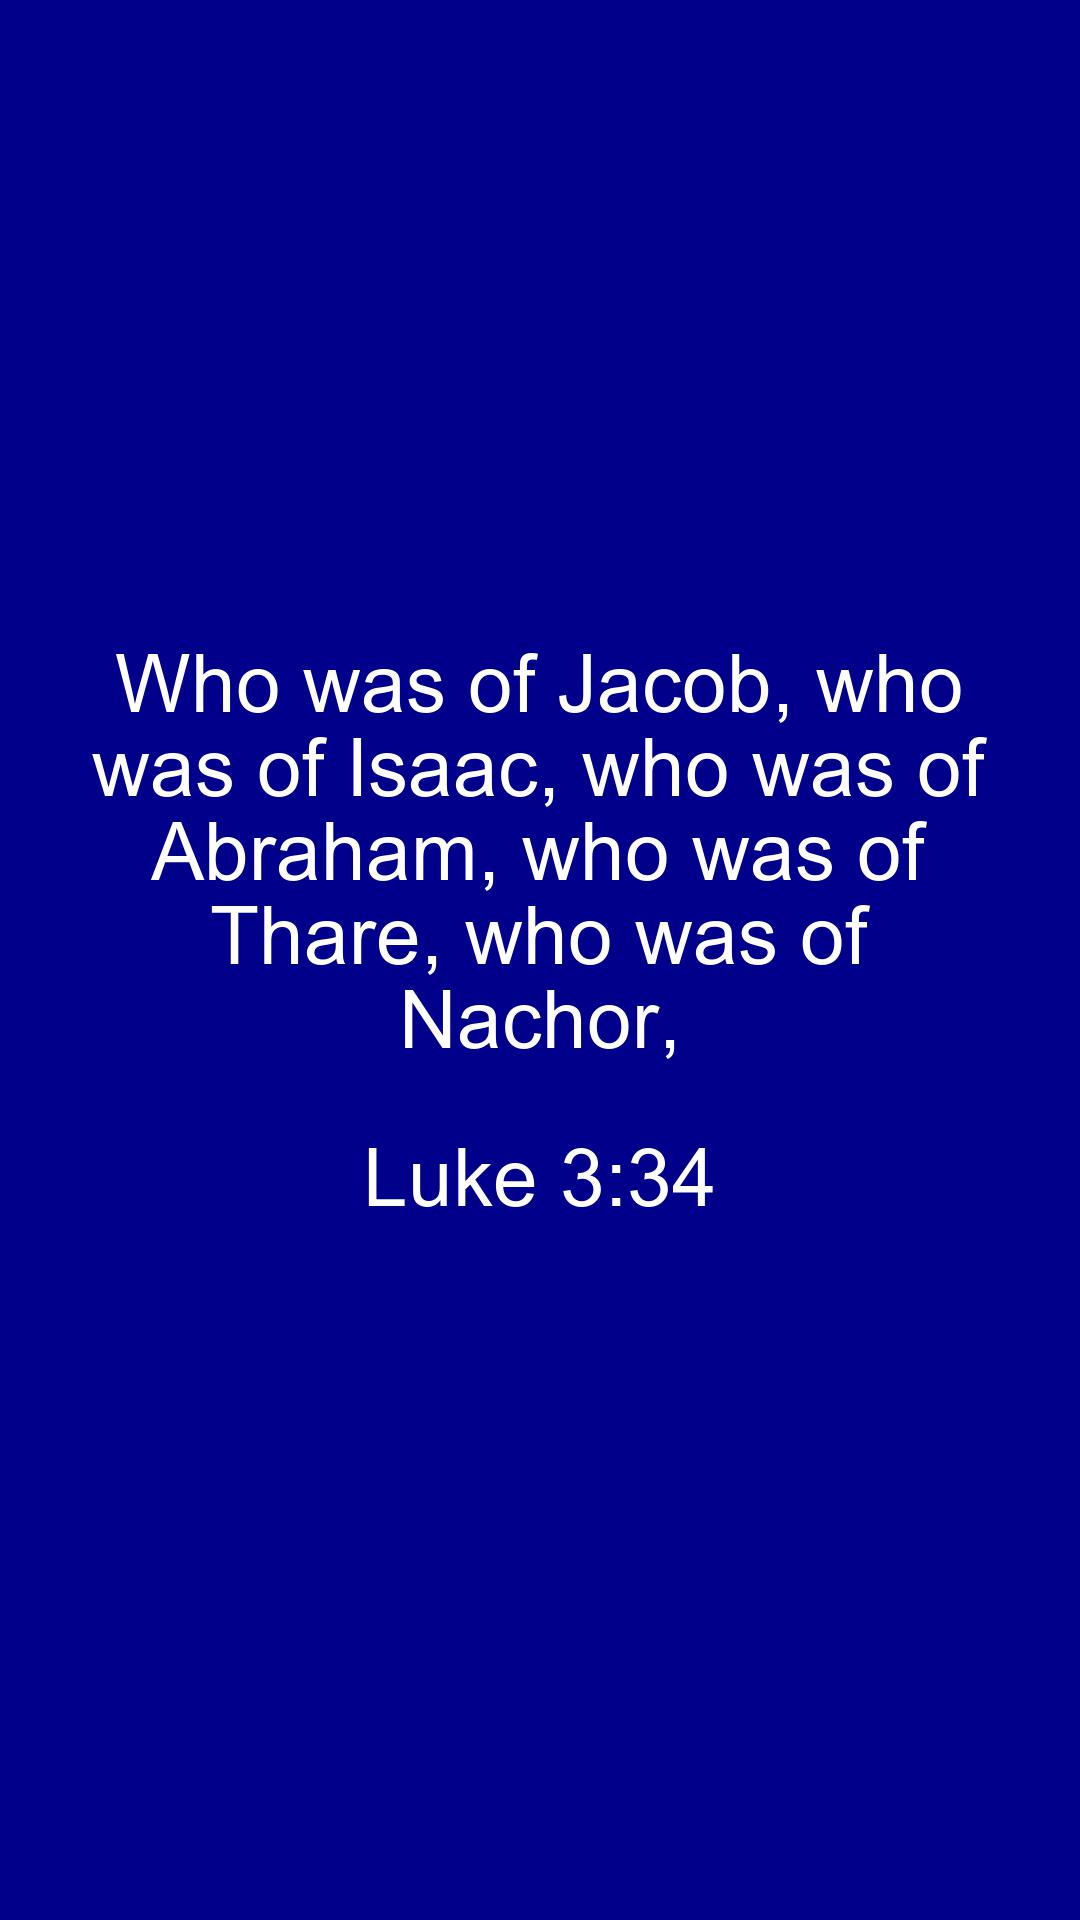 Who was of Jacob, who
was of Isaac, who was of
Abraham, who was of
Thare, who was of
Nachor,
Luke 3:34